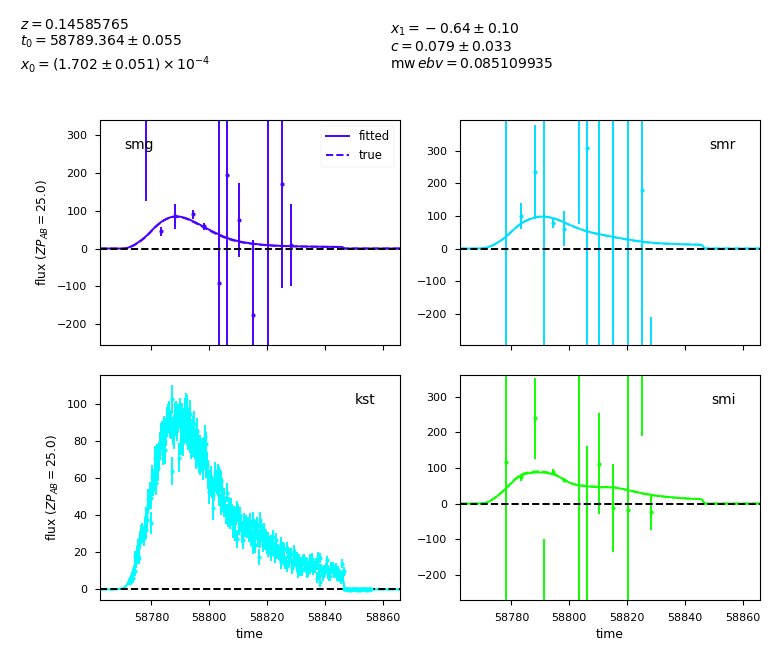 z = 0.14585765
t₀ = 58789.364 ± 0.055
x₀ = (1.702 ± 0.051) × 10⁻⁴
x₁ = −0.64 ± 0.10
c = 0.079 ± 0.033
mw ebv = 0.085109935
300
200
100
0
−100
−200
flux (ZP_AB = 25.0)
smg
fitted
true
300
200
100
0
−100
−200
smr
100
80
60
40
20
0
flux (ZP_AB = 25.0)
kst
58780 58800 58820 58840 58860
time
300
200
100
0
−100
−200
smi
58780 58800 58820 58840 58860
time